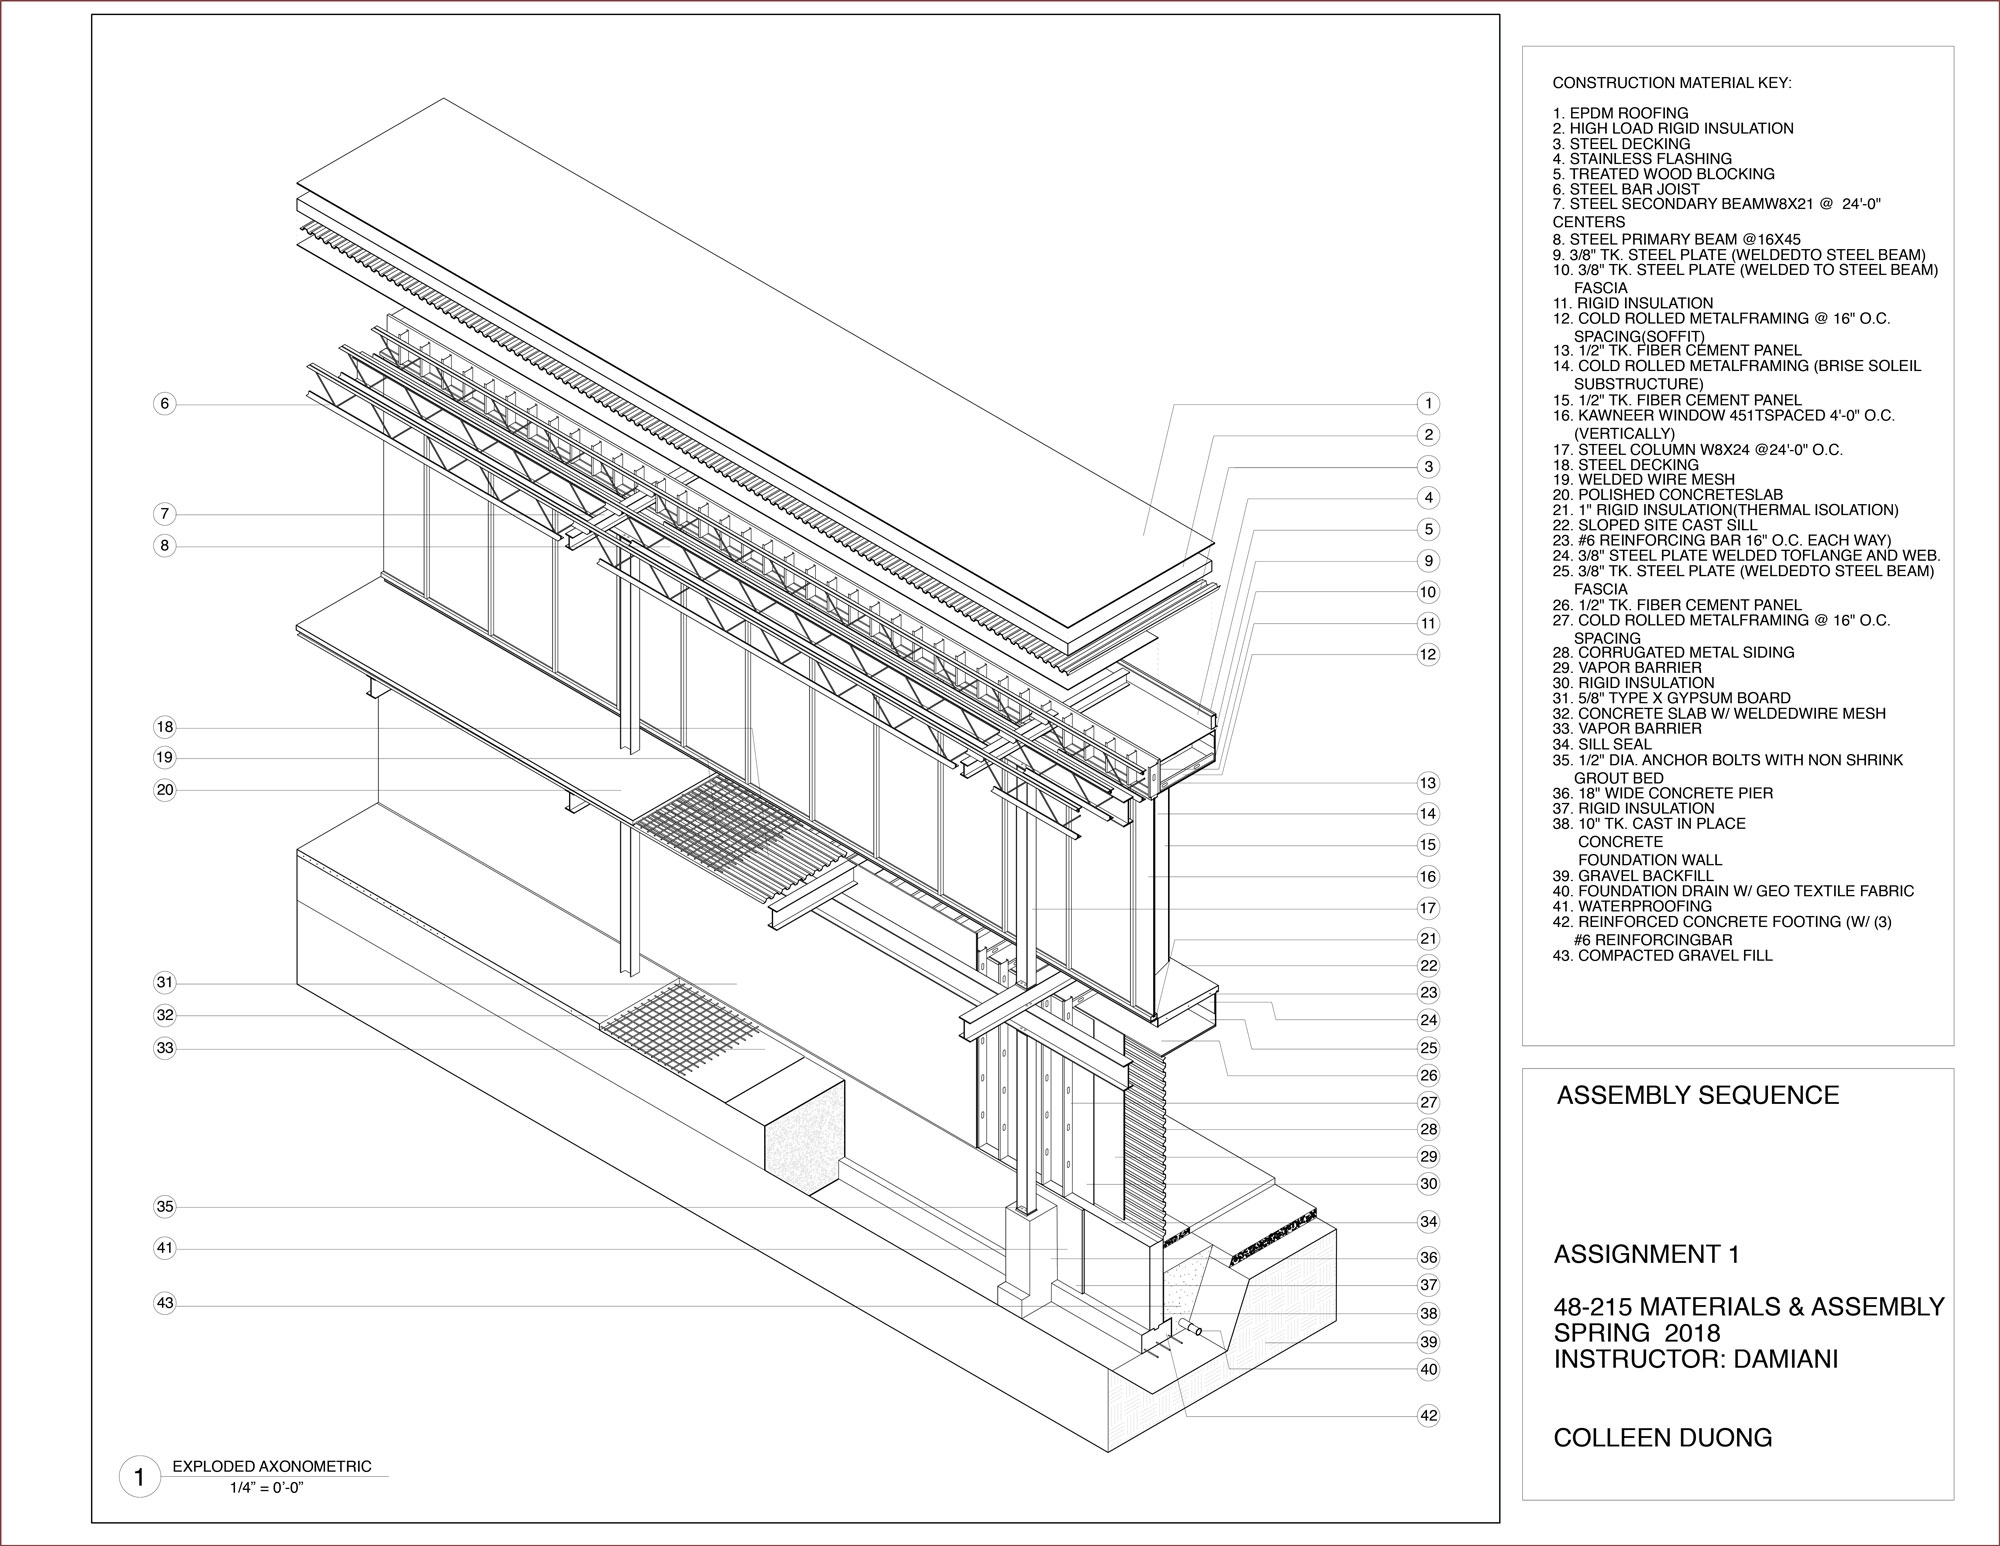 1
2
3
4
5
9
10
11
12
13
14
15
16
17
21
22
23
24
25
26
27
28
29
30
34
36
37
38
39
40
42
6
7
8
18
19
20
31
32
33
35
41
43
1 EXPLODED AXONOMETRIC
1/4” = 0’-0”
CONSTRUCTION MATERIAL KEY:
1. EPDM ROOFING
2. HIGH LOAD RIGID INSULATION
3. STEEL DECKING
4. STAINLESS FLASHING
5. TREATED WOOD BLOCKING
6. STEEL BAR JOIST
7. STEEL SECONDARY BEAMW8X21 @ 24'-0"
CENTERS
8. STEEL PRIMARY BEAM @16X45
9. 3/8" TK. STEEL PLATE (WELDEDTO STEEL BEAM)
10. 3/8" TK. STEEL PLATE (WELDED TO STEEL BEAM)
FASCIA
11. RIGID INSULATION
12. COLD ROLLED METALFRAMING @ 16" O.C.
SPACING(SOFFIT)
13. 1/2" TK. FIBER CEMENT PANEL
14. COLD ROLLED METALFRAMING (BRISE SOLEIL
SUBSTRUCTURE)
15. 1/2" TK. FIBER CEMENT PANEL
16. KAWNEER WINDOW 451TSPACED 4'-0" O.C.
(VERTICALLY)
17. STEEL COLUMN W8X24 @24'-0" O.C.
18. STEEL DECKING
19. WELDED WIRE MESH
20. POLISHED CONCRETESLAB
21. 1" RIGID INSULATION(THERMAL ISOLATION)
22. SLOPED SITE CAST SILL
23. #6 REINFORCING BAR 16" O.C. EACH WAY)
24. 3/8" STEEL PLATE WELDED TOFLANGE AND WEB.
25. 3/8" TK. STEEL PLATE (WELDEDTO STEEL BEAM)
FASCIA
26. 1/2" TK. FIBER CEMENT PANEL
27. COLD ROLLED METALFRAMING @ 16" O.C.
SPACING
28. CORRUGATED METAL SIDING
29. VAPOR BARRIER
30. RIGID INSULATION
31. 5/8" TYPE X GYPSUM BOARD
32. CONCRETE SLAB W/ WELDEDWIRE MESH
33. VAPOR BARRIER
34. SILL SEAL
35. 1/2" DIA. ANCHOR BOLTS WITH NON SHRINK
GROUT BED
36. 18" WIDE CONCRETE PIER
37. RIGID INSULATION
38. 10" TK. CAST IN PLACE
CONCRETE
FOUNDATION WALL
39. GRAVEL BACKFILL
40. FOUNDATION DRAIN W/ GEO TEXTILE FABRIC
41. WATERPROOFING
42. REINFORCED CONCRETE FOOTING (W/ (3)
#6 REINFORCINGBAR
43. COMPACTED GRAVEL FILL
ASSEMBLY SEQUENCE
ASSIGNMENT 1
48-215 MATERIALS & ASSEMBLY
SPRING 2018
INSTRUCTOR: DAMIANI
COLLEEN DUONG